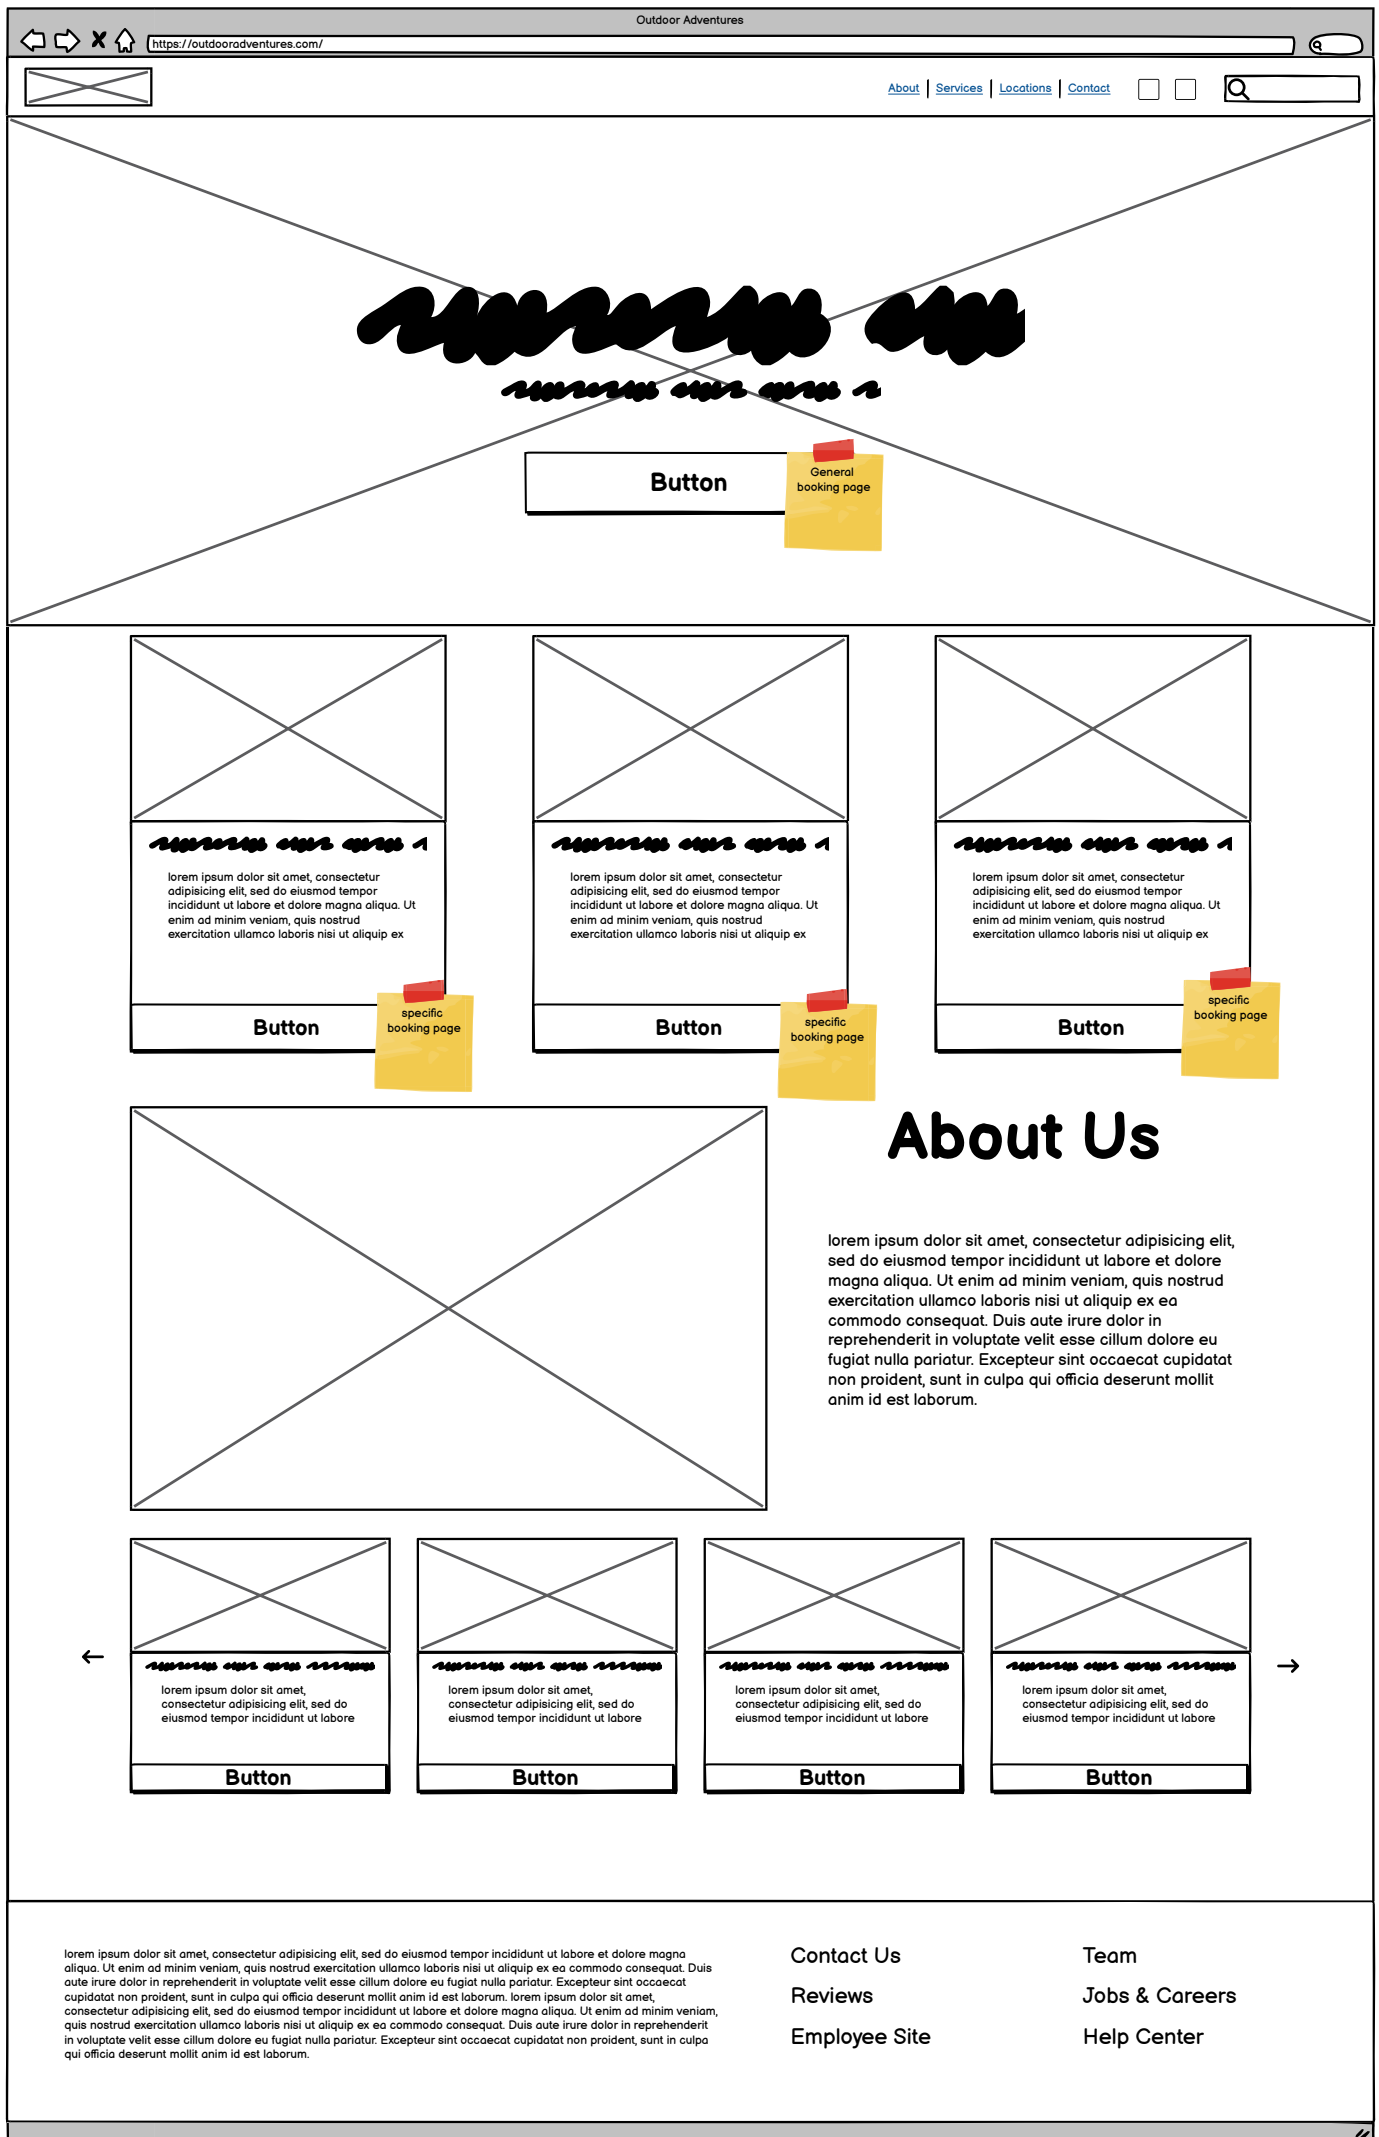 Outdoor Adventures
https://outdooradventures.com/
About Services Locations Contact
Button
General
booking page
lorem ipsum dolor sit amet, consectetur
adipisicing elit, sed do eiusmod tempor
incididunt ut labore et dolore magna aliqua. Ut
enim ad minim veniam, quis nostrud
exercitation ullamco laboris nisi ut aliquip ex
Button
specific
booking page
lorem ipsum dolor sit amet, consectetur
adipisicing elit, sed do eiusmod tempor
incididunt ut labore et dolore magna aliqua. Ut
enim ad minim veniam, quis nostrud
exercitation ullamco laboris nisi ut aliquip ex
Button
specific
booking page
lorem ipsum dolor sit amet, consectetur
adipisicing elit, sed do eiusmod tempor
incididunt ut labore et dolore magna aliqua. Ut
enim ad minim veniam, quis nostrud
exercitation ullamco laboris nisi ut aliquip ex
Button
specific
booking page
About Us
lorem ipsum dolor sit amet, consectetur adipisicing elit,
sed do eiusmod tempor incididunt ut labore et dolore
magna aliqua. Ut enim ad minim veniam, quis nostrud
exercitation ullamco laboris nisi ut aliquip ex ea
commodo consequat. Duis aute irure dolor in
reprehenderit in voluptate velit esse cillum dolore eu
fugiat nulla pariatur. Excepteur sint occaecat cupidatat
non proident, sunt in culpa qui officia deserunt mollit
anim id est laborum.
lorem ipsum dolor sit amet,
consectetur adipisicing elit, sed do
eiusmod tempor incididunt ut labore
Button
lorem ipsum dolor sit amet,
consectetur adipisicing elit, sed do
eiusmod tempor incididunt ut labore
Button
lorem ipsum dolor sit amet,
consectetur adipisicing elit, sed do
eiusmod tempor incididunt ut labore
Button
lorem ipsum dolor sit amet,
consectetur adipisicing elit, sed do
eiusmod tempor incididunt ut labore
Button
lorem ipsum dolor sit amet, consectetur adipisicing elit, sed do eiusmod tempor incididunt ut labore et dolore magna
aliqua. Ut enim ad minim veniam, quis nostrud exercitation ullamco laboris nisi ut aliquip ex ea commodo consequat. Duis
aute irure dolor in reprehenderit in voluptate velit esse cillum dolore eu fugiat nulla pariatur. Excepteur sint occaecat
cupidatat non proident, sunt in culpa qui officia deserunt mollit anim id est laborum. lorem ipsum dolor sit amet,
consectetur adipisicing elit, sed do eiusmod tempor incididunt ut labore et dolore magna aliqua. Ut enim ad minim veniam,
quis nostrud exercitation ullamco laboris nisi ut aliquip ex ea commodo consequat. Duis aute irure dolor in reprehenderit
in voluptate velit esse cillum dolore eu fugiat nulla pariatur. Excepteur sint occaecat cupidatat non proident, sunt in culpa
qui officia deserunt mollit anim id est laborum.
Contact Us
Reviews
Employee Site
Team
Jobs & Careers
Help Center